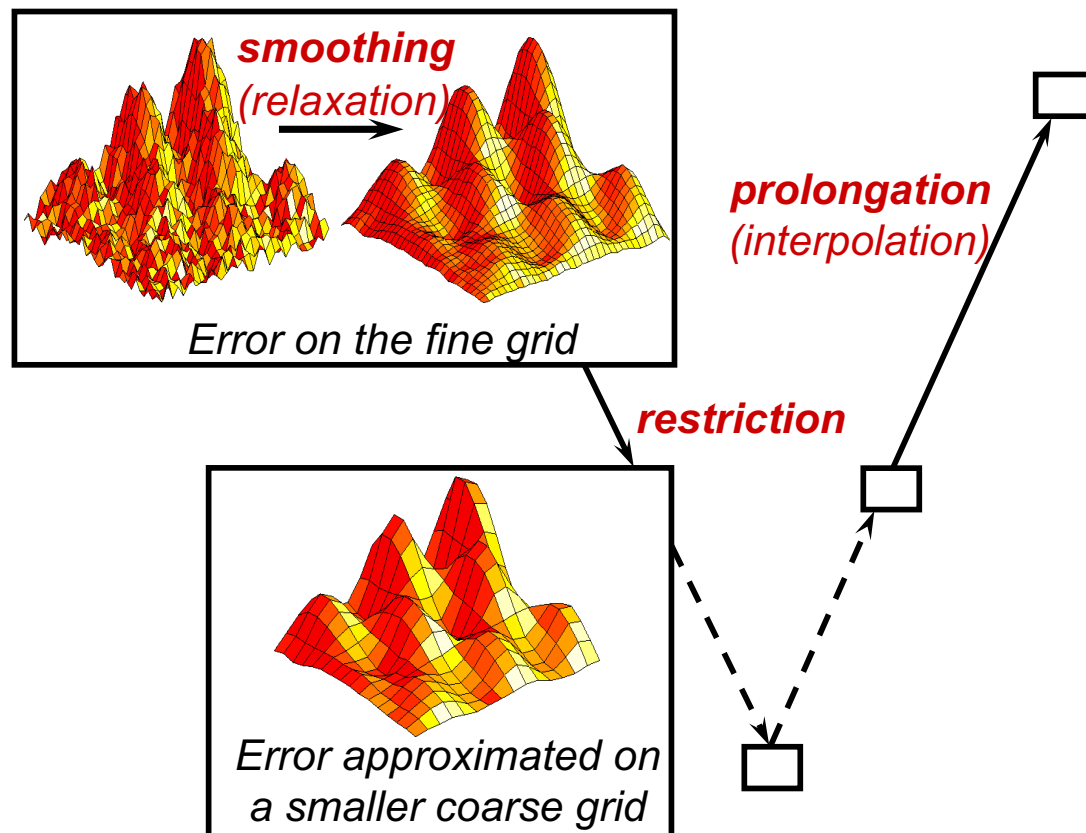 smoothing
(relaxation)
Error on the fine grid
prolongation
(interpolation)
restriction
Error approximated on
a smaller coarse grid